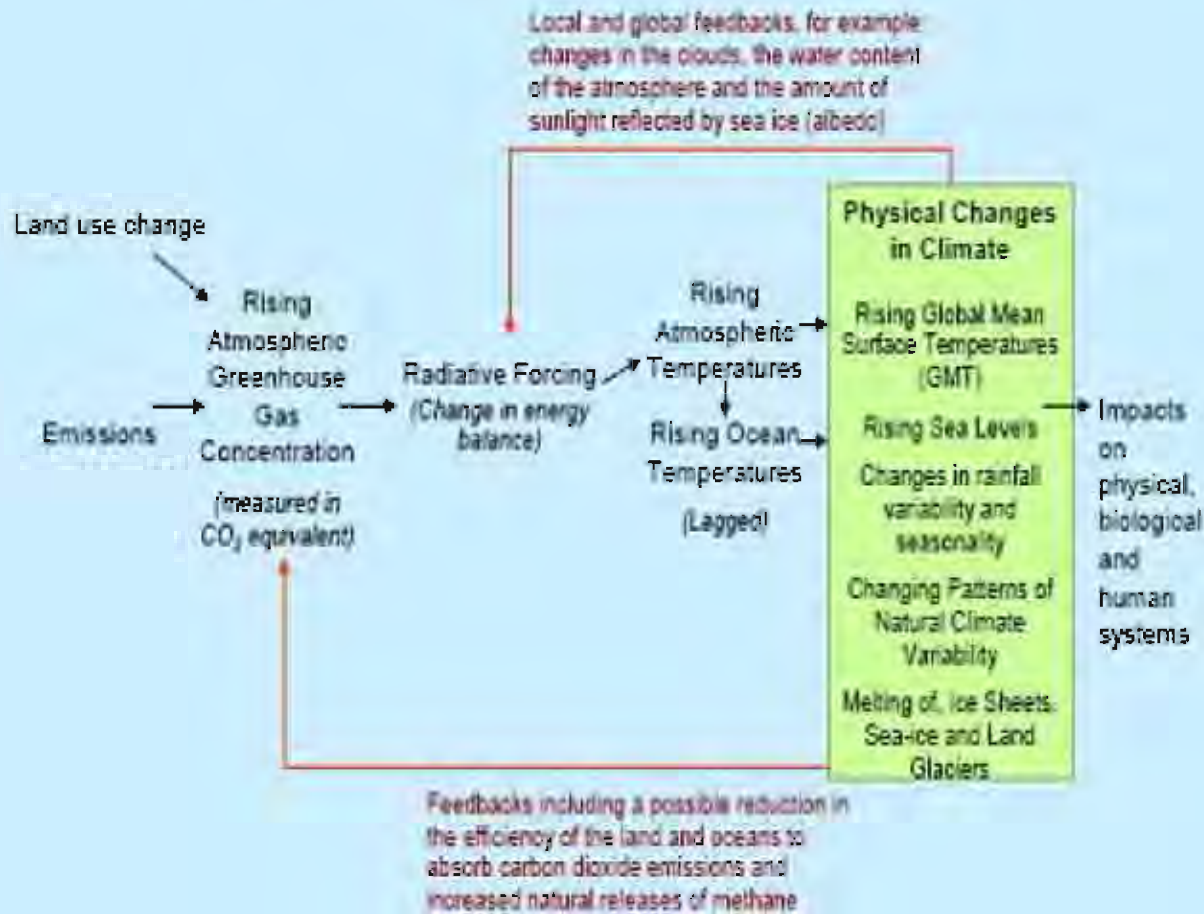 Local and global feedbacks, for example
changes in the clouds, the water content
of the atmosphere and the amount of
sunlight reflected by sea ice (albedo)
Land use change
Emissions
Rising
Atmospheric
Greenhouse
Gas
Concentration
(measured in
CO₂ equivalent)
Radiative Forcing
(Change in energy
balance)
Rising
Atmospheric
Temperatures
Rising Ocean
Temperatures
(Lagged)
Physical Changes
in Climate
Rising Global Mean
Surface Temperatures
(GMT)
Rising Sea Levels
Changes in rainfall
variability and
seasonality
Changing Patterns of
Natural Climate
Variability
Melting of, Ice Sheets,
Sea-ice and Land
Glaciers
Impacts
on
physical,
biological
and
human
systems
Feedbacks including a possible reduction in
the efficiency of the land and oceans to
absorb carbon dioxide emissions and
increased natural releases of methane